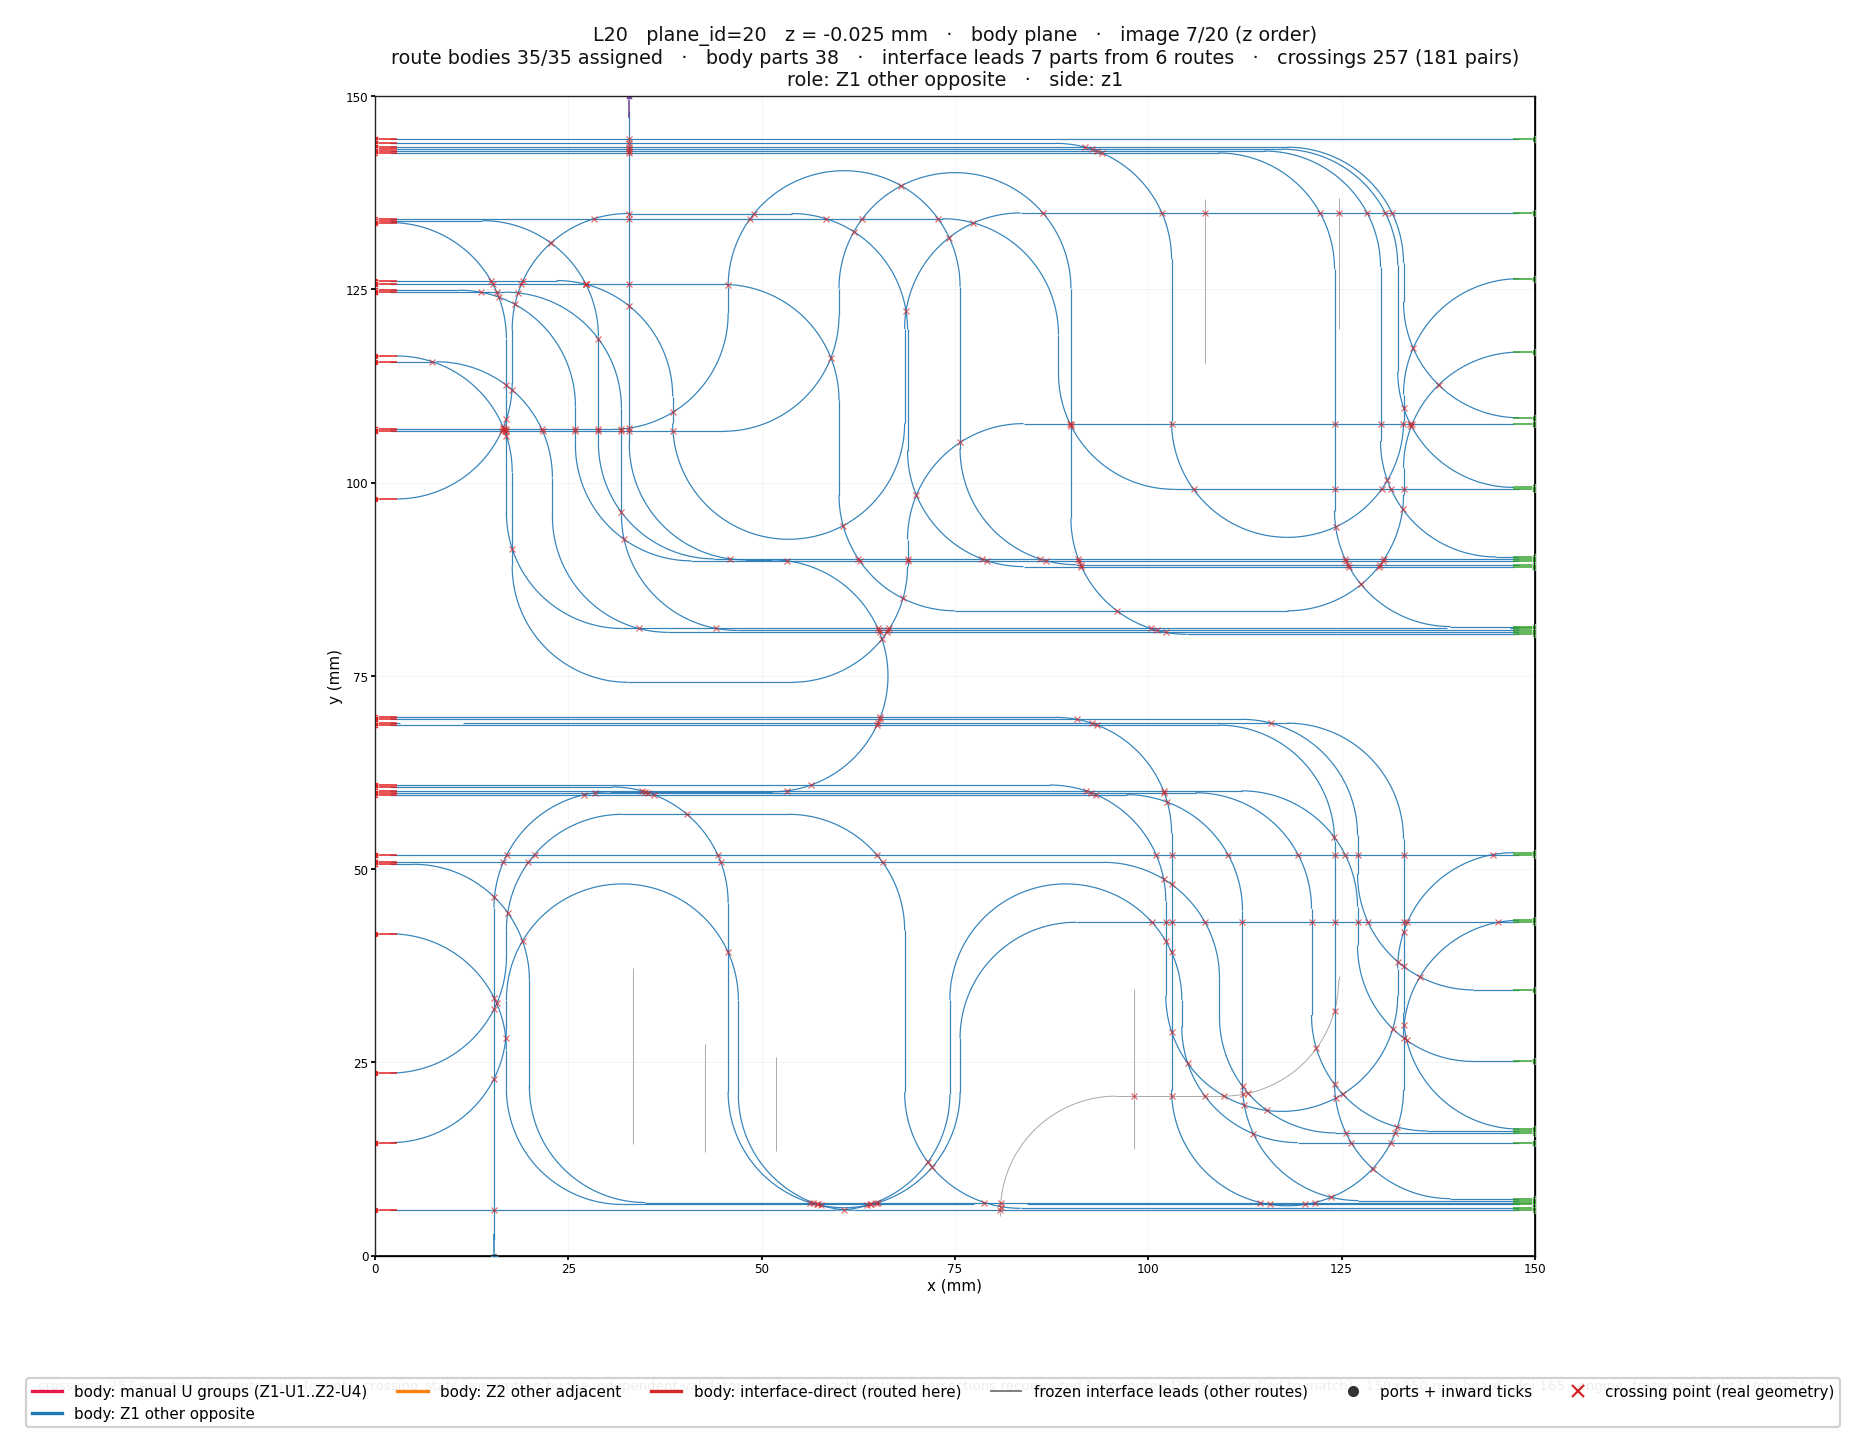 L20 plane_id=20 z = -0.025 mm · body plane · image 7/20 (z order)
route bodies 35/35 assigned · body parts 38 · interface leads 7 parts from 6 routes · crossings 257 (181 pairs)
role: Z1 other opposite · side: z1
150
125
100
75
50
25
0
y (mm)
0 25 50 75 100 125 150
x (mm)
body: manual U groups (Z1-U1..Z2-U4) body: Z2 other adjacent body: interface-direct (routed here) frozen interface leads (other routes) ports + inward ticks crossing point (real geometry)
body: Z1 other opposite